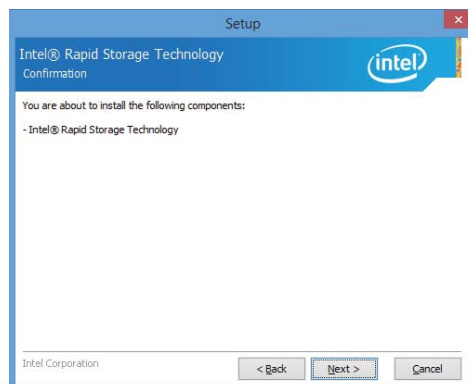 Setup
Intel® Rapid Storage Technology
Confirmation
intel
You are about to install the following components:
- Intel® Rapid Storage Technology
Intel Corporation
< Back
Next >
Cancel